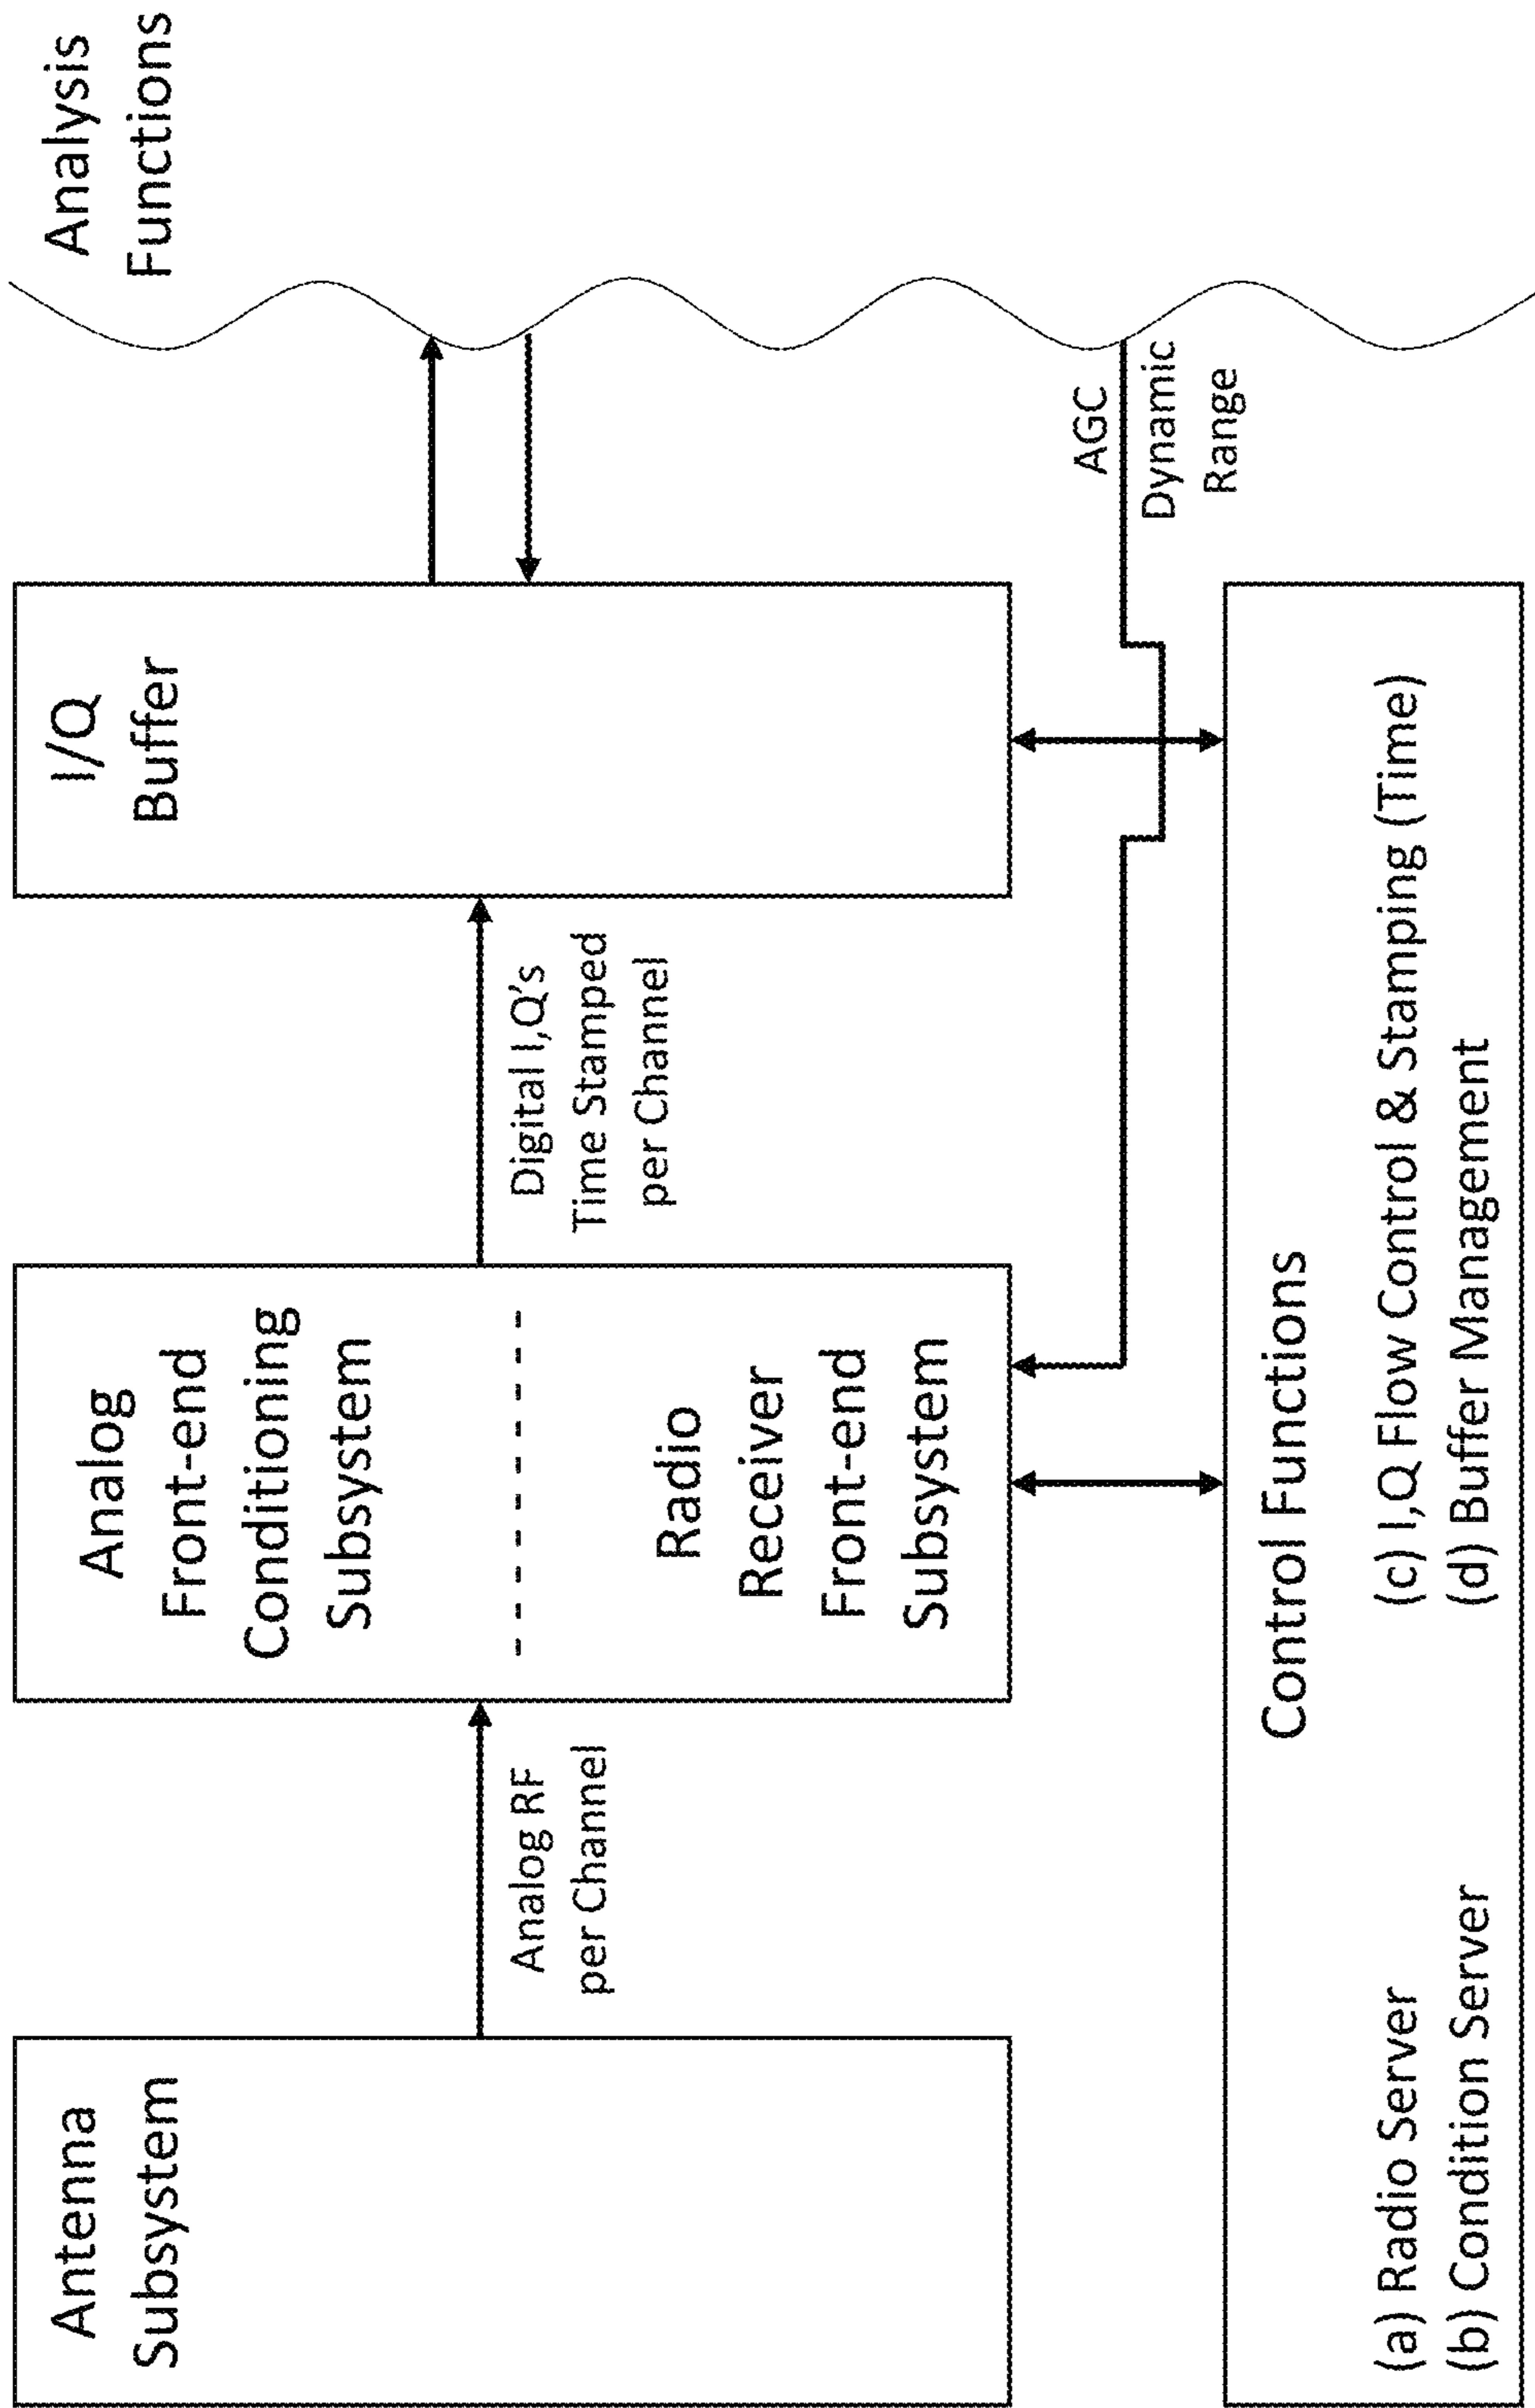 Antenna
Subsystem
Analog RF
per Channel
Analog
Front-end
Conditioning
Subsystem
Radio
Receiver
Front-end
Subsystem
Digital I,Q's
Time Stamped
per Channel
I/Q
Buffer
Analysis
Functions
AGC
Dynamic
Range
Control Functions
(a) Radio Server
(b) Condition Server
(c) I,Q Flow Control & Stamping (Time)
(d) Buffer Management